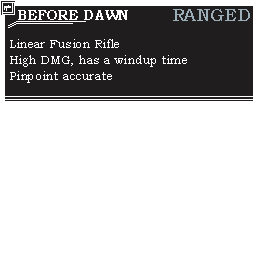 BEFORE DAWN RANGED
Linear Fusion Rifle
High DMG, has a windup time
Pinpoint accurate